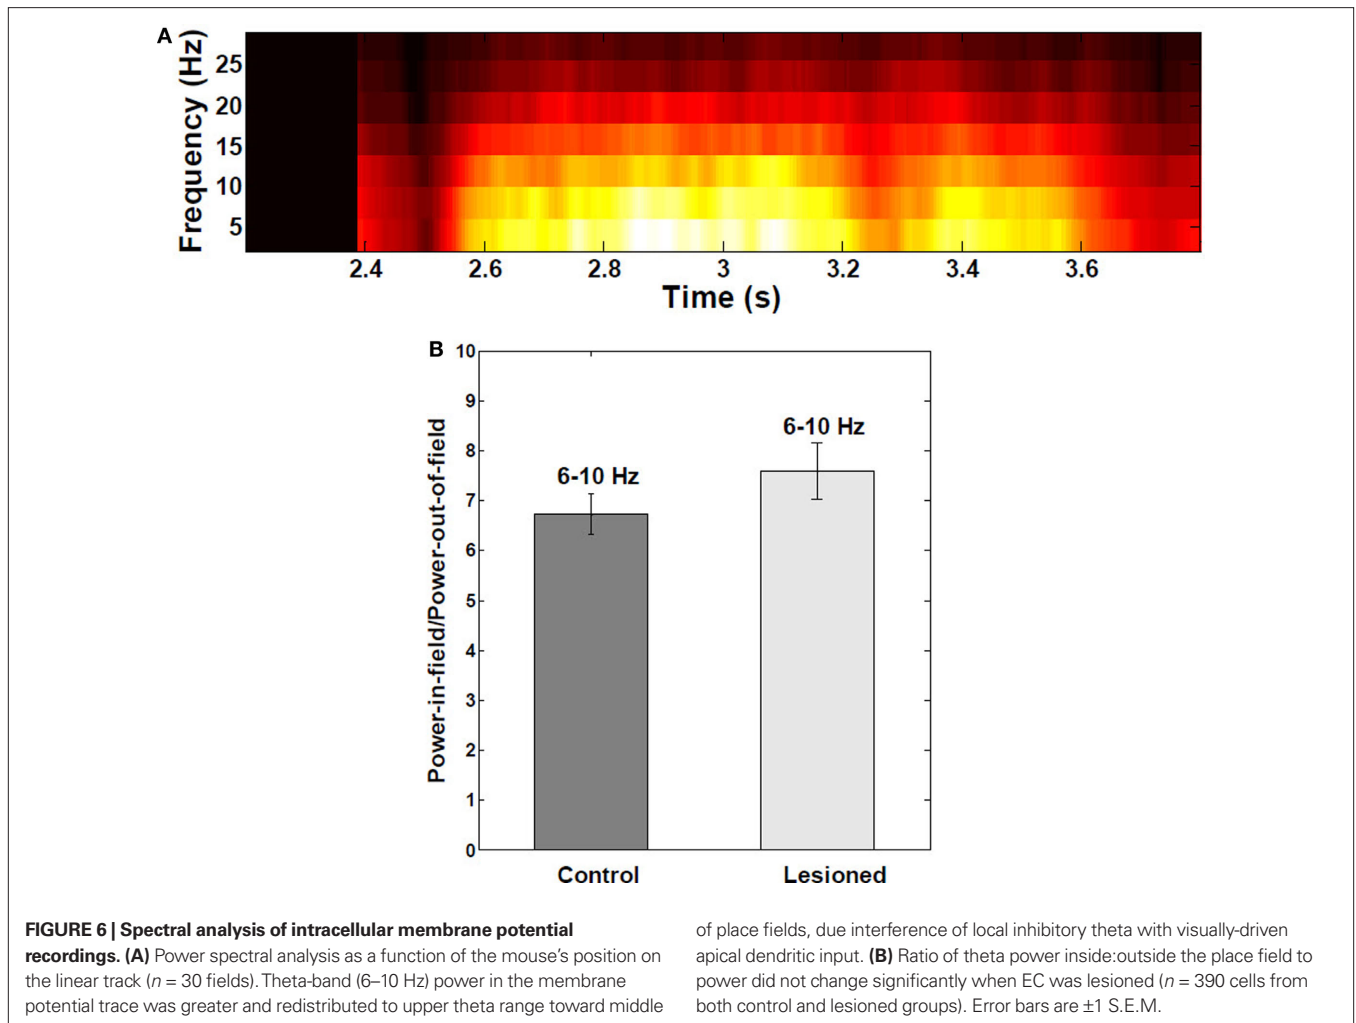 A
Frequency (Hz)
25
20
15
10
5
2.4 2.6 2.8 3 3.2 3.4 3.6
Time (s)
B
Power-in-field/Power-out-of-field
10
9
8
7
6
5
4
3
2
1
0
6-10 Hz
6-10 Hz
Control Lesioned
FIGURE 6 | Spectral analysis of intracellular membrane potential
recordings. (A) Power spectral analysis as a function of the mouse's position on
the linear track (n = 30 fields). Theta-band (6–10 Hz) power in the membrane
potential trace was greater and redistributed to upper theta range toward middle
of place fields, due interference of local inhibitory theta with visually-driven
apical dendritic input. (B) Ratio of theta power inside:outside the place field to
power did not change significantly when EC was lesioned (n = 390 cells from
both control and lesioned groups). Error bars are ±1 S.E.M.